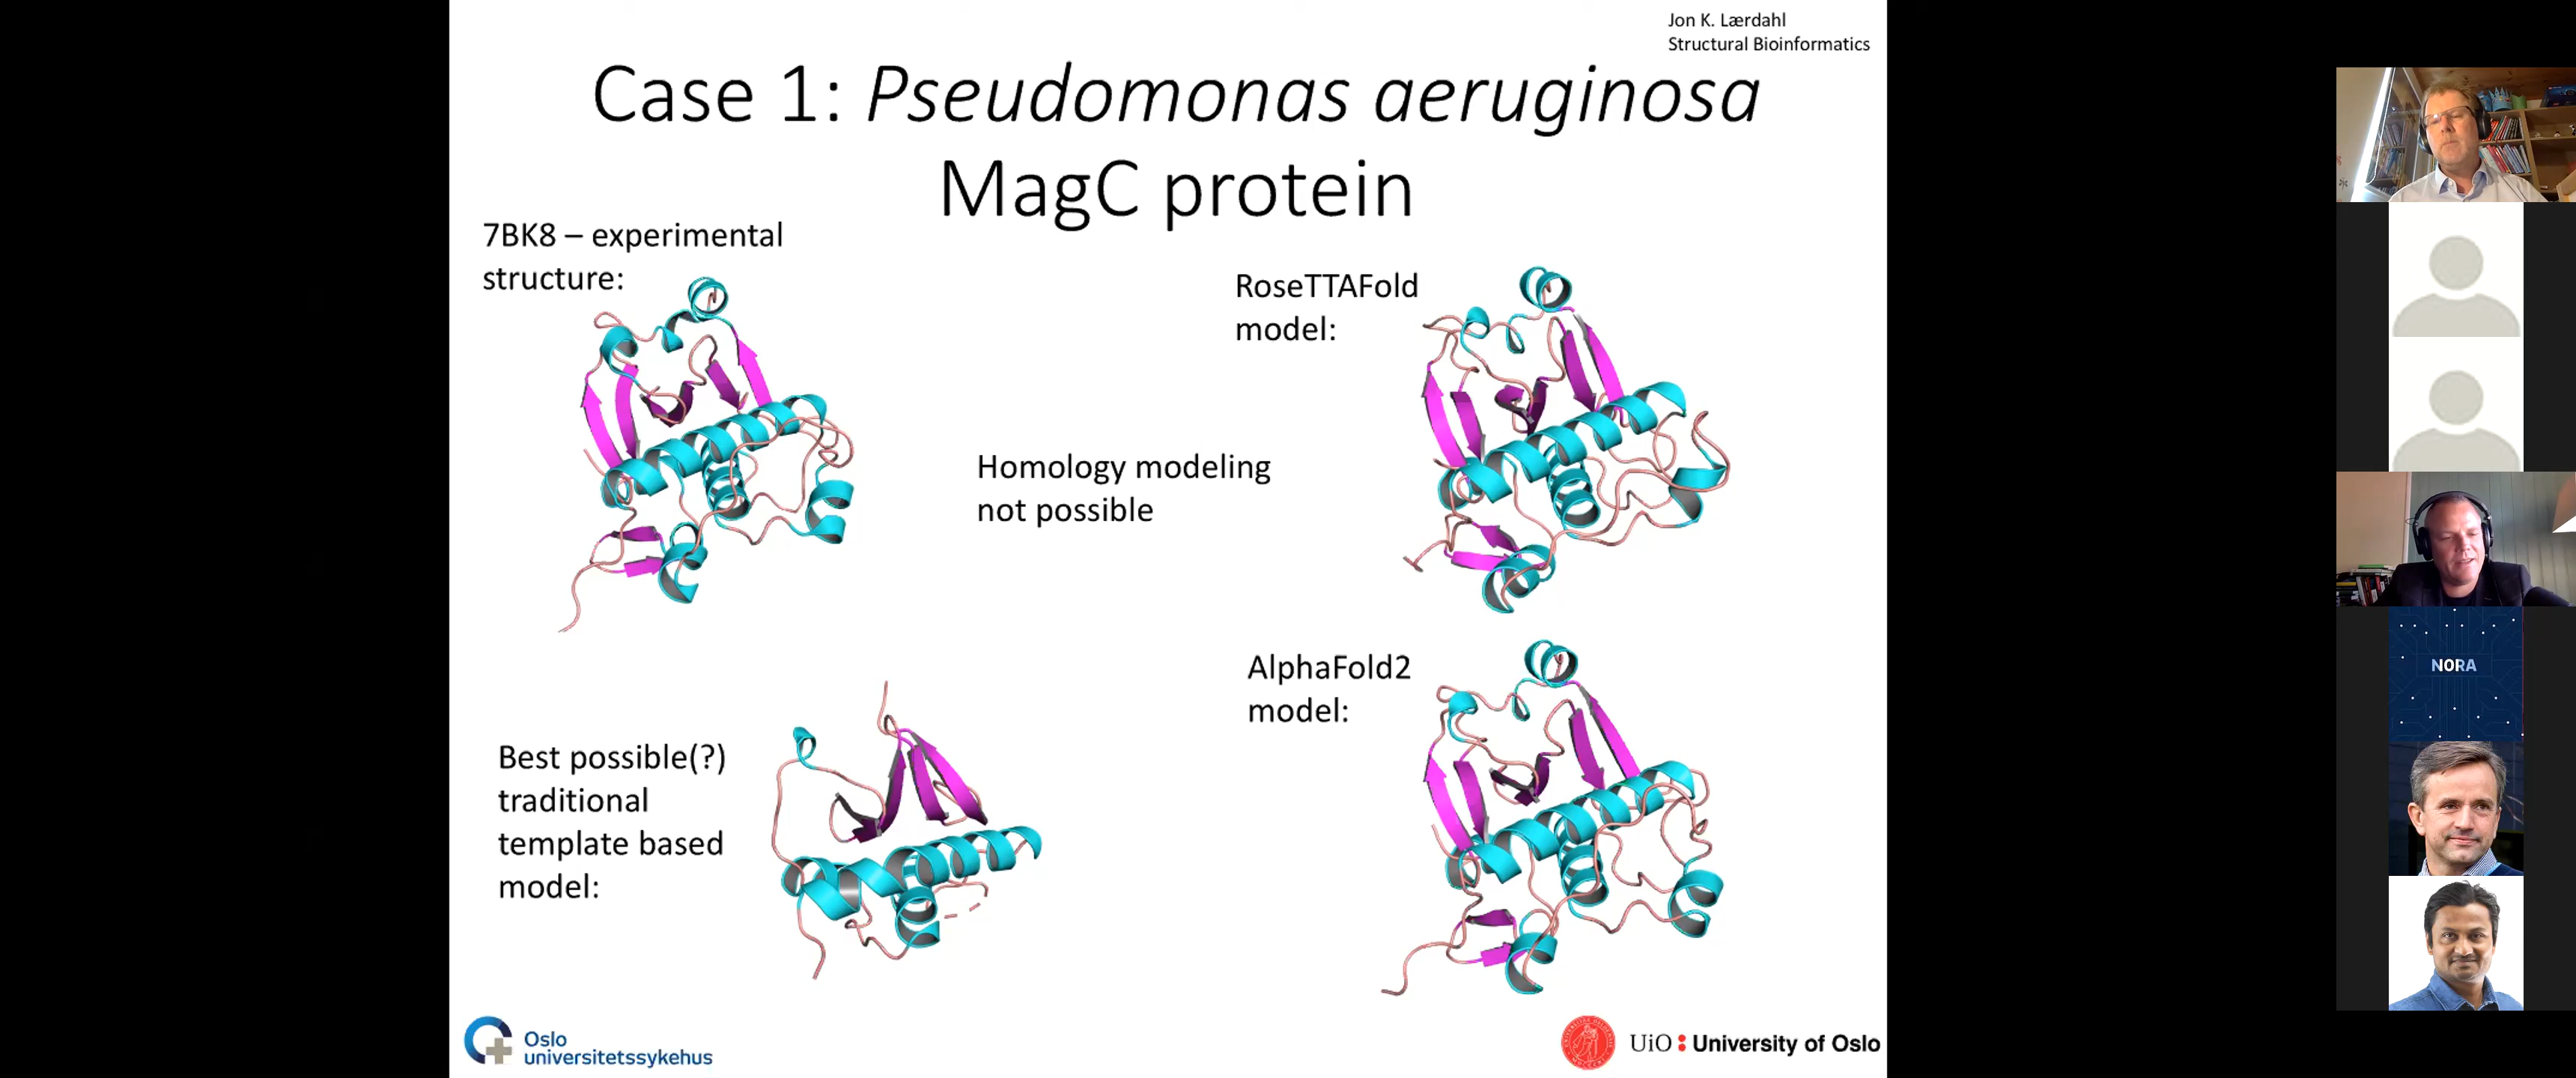 Jon K. Lærdahl
Structural Bioinformatics
Case 1: Pseudomonas aeruginosa
MagC protein
7BK8 – experimental
structure:
RoseTTAFold
model:
Homology modeling
not possible
AlphaFold2
model:
Best possible(?)
traditional
template based
model:
Oslo
universitetssykehus
UiO : University of Oslo
NORA